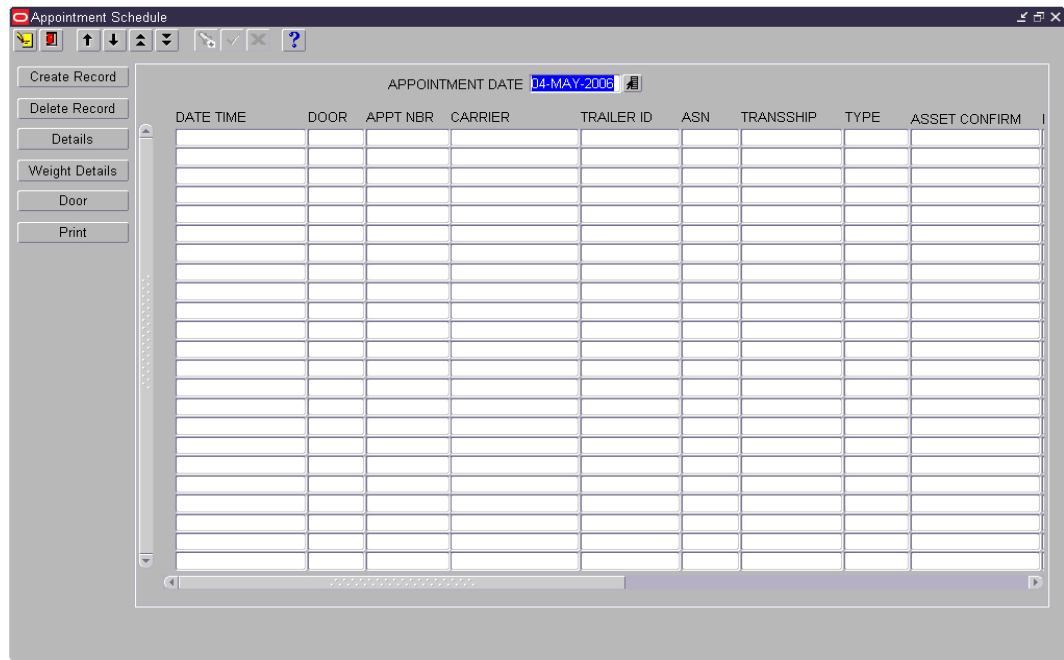 Appointment Schedule
?
Create Record
Delete Record
Details
Weight Details
Door
Print
APPOINTMENT DATE 04-MAY-2006
DATE TIME DOOR APPT NBR CARRIER TRAILER ID ASN TRANSSHIP TYPE ASSET CONFIRM